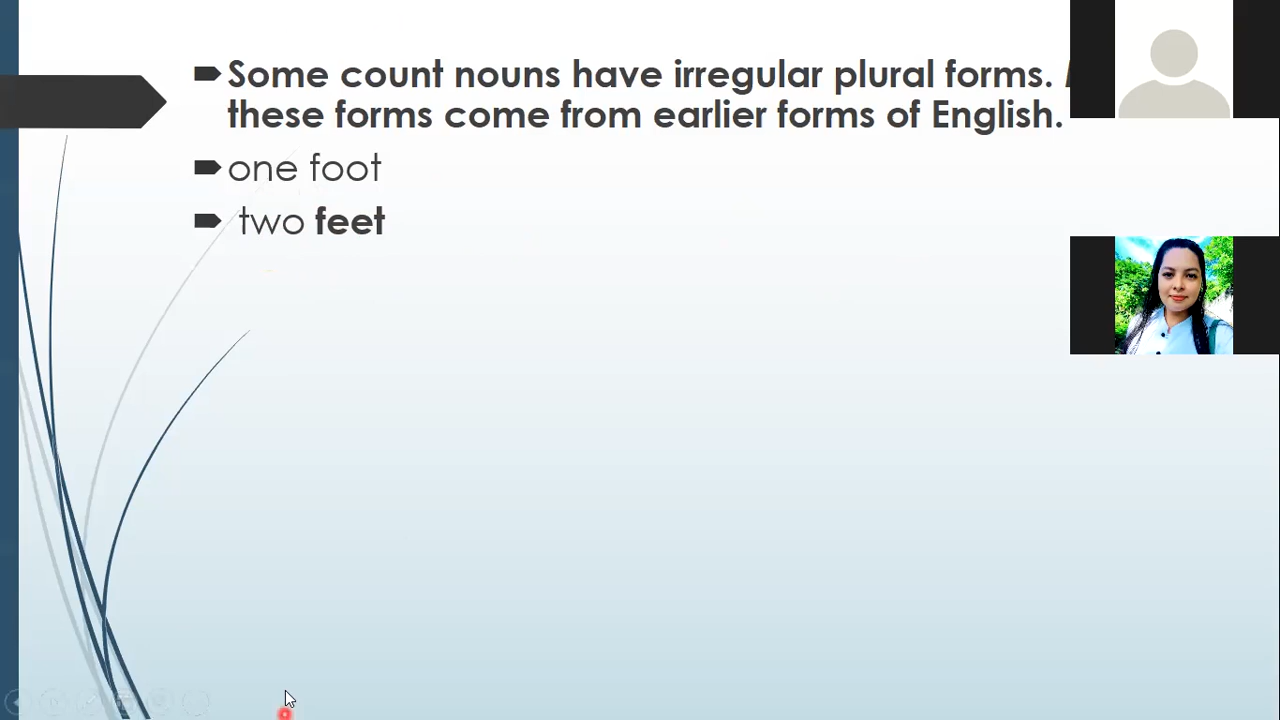 Some count nouns have irregular plural forms.
these forms come from earlier forms of English.
one foot
two feet